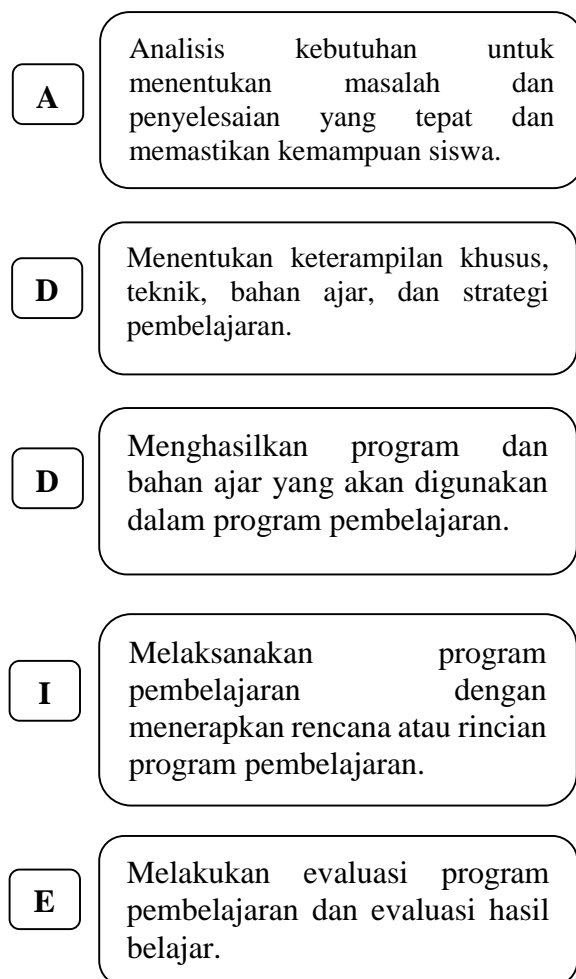 A
Analisis kebutuhan untuk
menentukan masalah dan
penyelesaian yang tepat dan
memastikan kemampuan siswa.
D
Menentukan keterampilan khusus,
teknik, bahan ajar, dan strategi
pembelajaran.
D
Menghasilkan program dan
bahan ajar yang akan digunakan
dalam program pembelajaran.
I
Melaksanakan program
pembelajaran dengan
menerapkan rencana atau rincian
program pembelajaran.
E
Melakukan evaluasi program
pembelajaran dan evaluasi hasil
belajar.